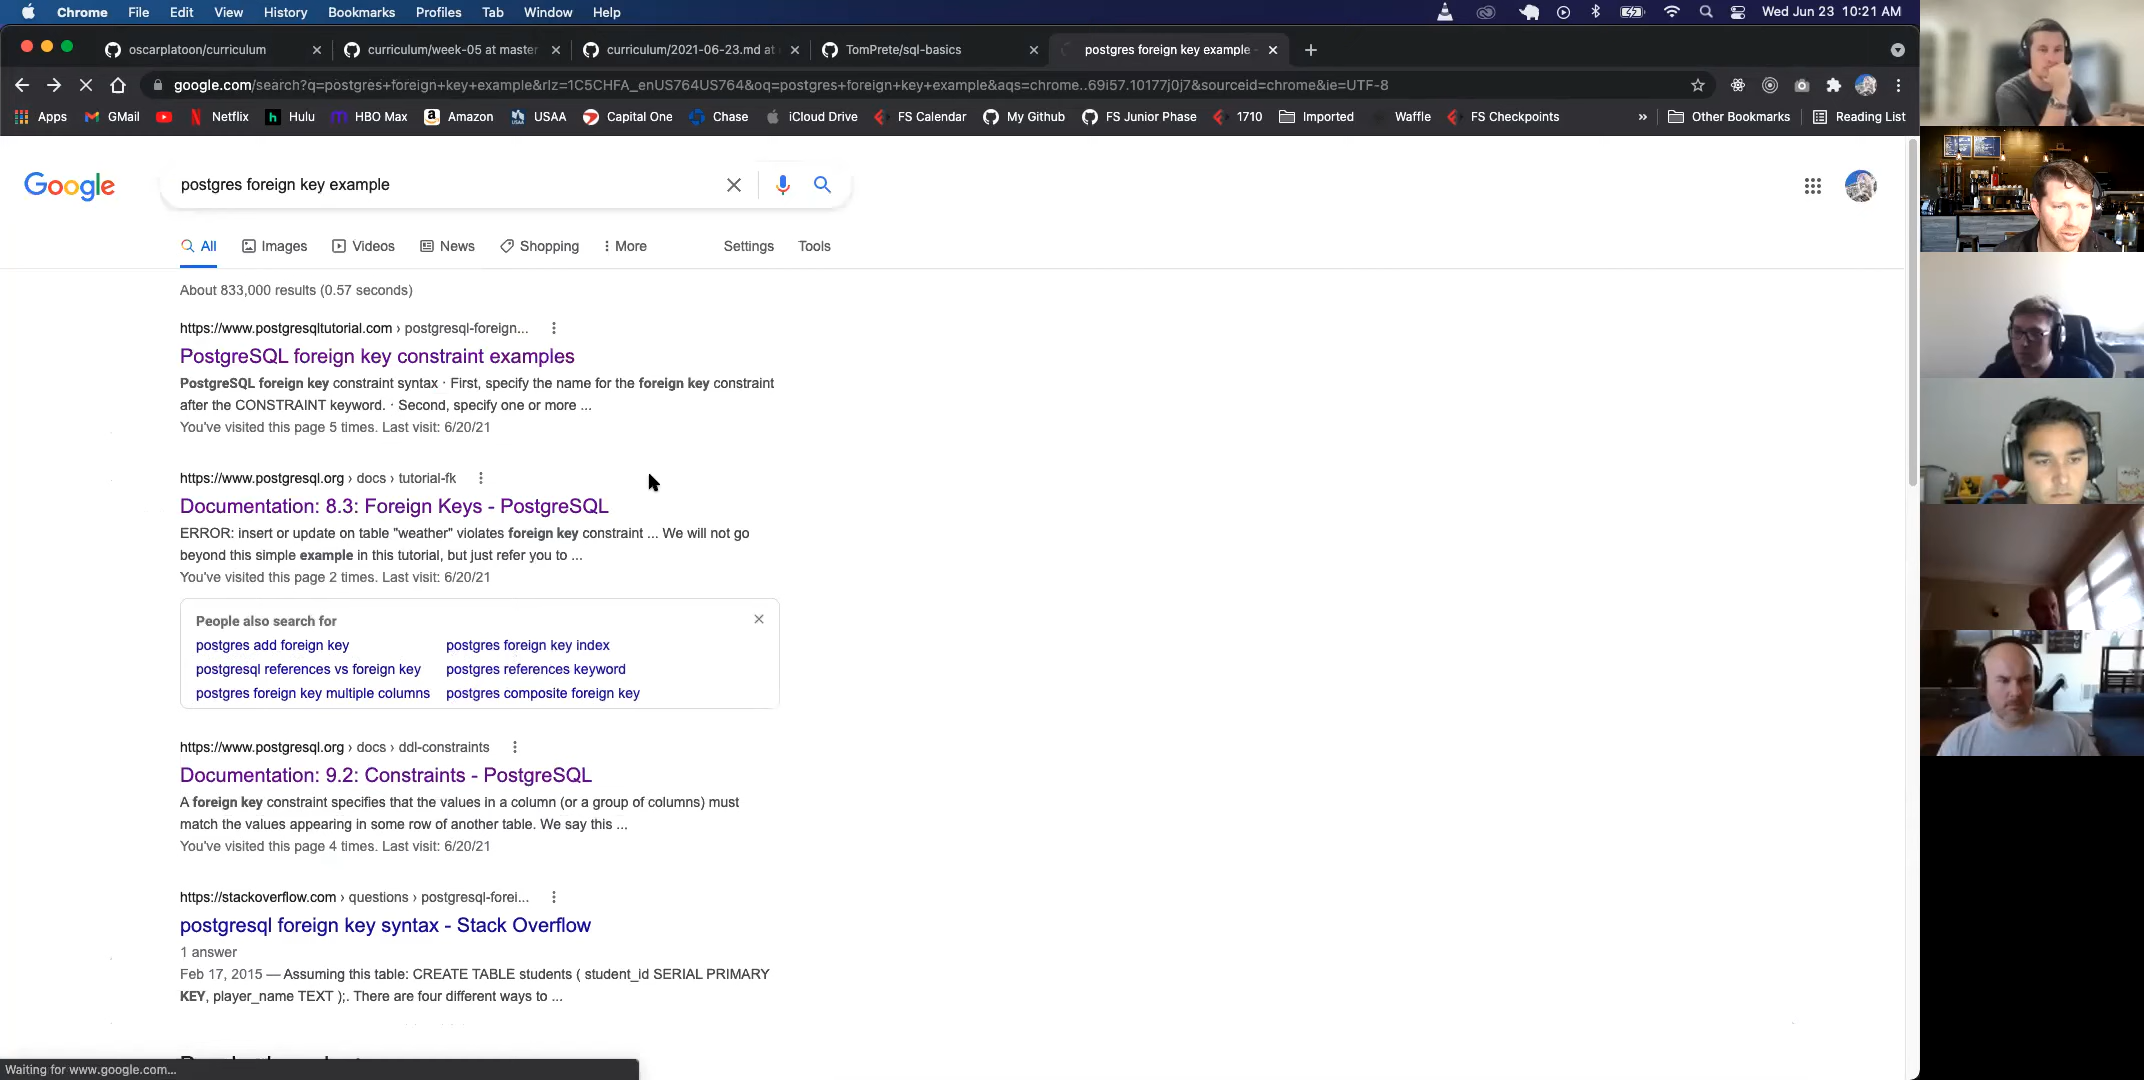 Chrome File Edit View History Bookmarks Profiles Tab Window Help Wed Jun 23 10:21 AM
oscarplatoon/curriculum curriculum/week-05 at master curriculum/2021-06-23.md at TomPrete/sql-basics postgres foreign key example -
google.com/search?q=postgres+foreign+key+example&rlz=1C5CHFA_enUS764US764&oq=postgres+foreign+key+example&aqs=chrome..69i57.10177j0j7&sourceid=chrome&ie=UTF-8
Apps GMail Netflix Hulu HBO Max Amazon USAA Capital One Chase iCloud Drive FS Calendar My Github FS Junior Phase 1710 Imported Waffle FS Checkpoints » Other Bookmarks Reading List
Google postgres foreign key example
All Images Videos News Shopping More Settings Tools
About 833,000 results (0.57 seconds)
https://www.postgresqltutorial.com › postgresql-foreign...
PostgreSQL foreign key constraint examples
PostgreSQL foreign key constraint syntax · First, specify the name for the foreign key constraint
after the CONSTRAINT keyword. · Second, specify one or more ...
You've visited this page 5 times. Last visit: 6/20/21
https://www.postgresql.org › docs › tutorial-fk
Documentation: 8.3: Foreign Keys - PostgreSQL
ERROR: insert or update on table "weather" violates foreign key constraint ... We will not go
beyond this simple example in this tutorial, but just refer you to ...
You've visited this page 2 times. Last visit: 6/20/21
People also search for
postgres add foreign key postgres foreign key index
postgresql references vs foreign key postgres references keyword
postgres foreign key multiple columns postgres composite foreign key
https://www.postgresql.org › docs › ddl-constraints
Documentation: 9.2: Constraints - PostgreSQL
A foreign key constraint specifies that the values in a column (or a group of columns) must
match the values appearing in some row of another table. We say this ...
You've visited this page 4 times. Last visit: 6/20/21
https://stackoverflow.com › questions › postgresql-forei...
postgresql foreign key syntax - Stack Overflow
1 answer
Feb 17, 2015 — Assuming this table: CREATE TABLE students ( student_id SERIAL PRIMARY
KEY, player_name TEXT );. There are four different ways to ...
Waiting for www.google.com...